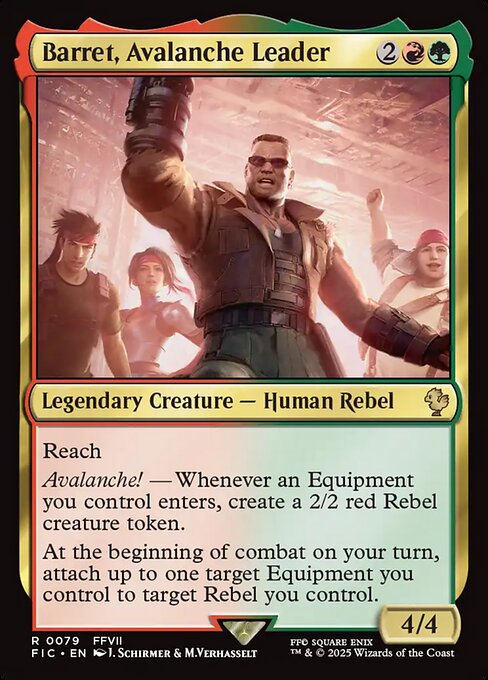 Barret, Avalanche Leader 2
Legendary Creature — Human Rebel
Reach
Avalanche! — Whenever an Equipment
you control enters, create a 2/2 red Rebel
creature token.
At the beginning of combat on your turn,
attach up to one target Equipment you
control to target Rebel you control.
4/4
R 0079 FFVII
FIC • EN J. SCHIRMER & M.VERHASSELT
FF© SQUARE ENIX
™ & © 2025 Wizards of the Coast